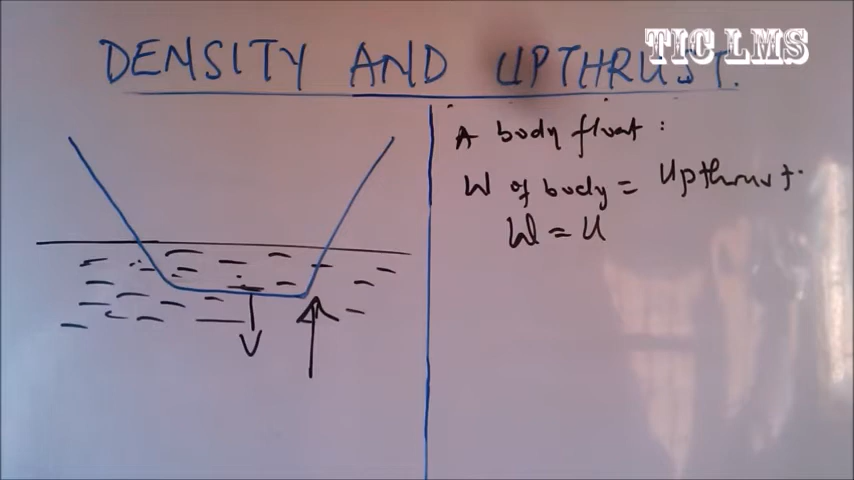 DENSITY AND UPTHRUST.
TIC LMS
A body float:
W of body = Upthrust.
W = U